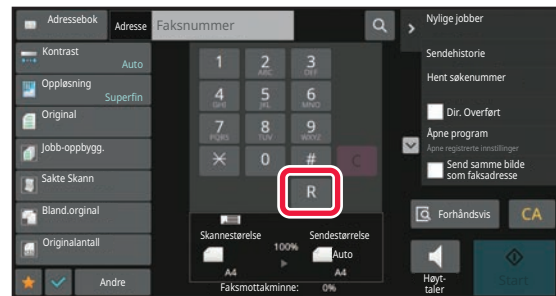 Adressebok
Adresse
Faksnummer
Kontrast
Auto
Oppløsning
Superfin
Original
Jobb-oppbygg.
Sakte Skann
Bland.orginal
Originalantall
Andre
1
2
ABC
3
DEF
4
GHI
5
JKL
6
MNO
7
PQRS
8
TUV
9
WXYZ
0
#
C
R
Skannestørelse
Sendestørrelse
100%
Auto
A4
A4
Faksmottakminne: 0%
Nylige jobber
Sendehistorie
Hent søkenummer
Dir. Overført
Åpne program
Åpne registrerte innstillinger
Send samme bilde
som faksadresse
Forhåndsvis
CA
Høyt-
taler
Start